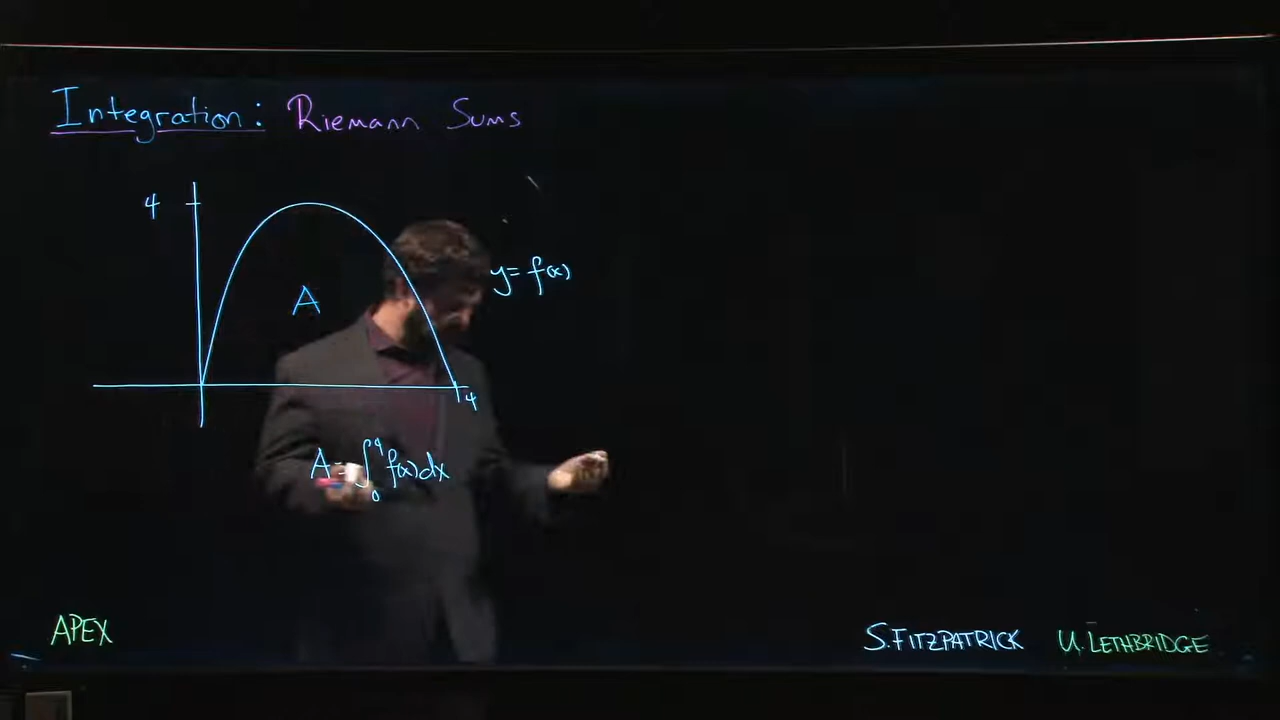 Integration: Riemann Sums
4
y = f(x)
A
4
A = ∫₀⁴ f(x) dx
APEX
S. FITZPATRICK U. LETHBRIDGE